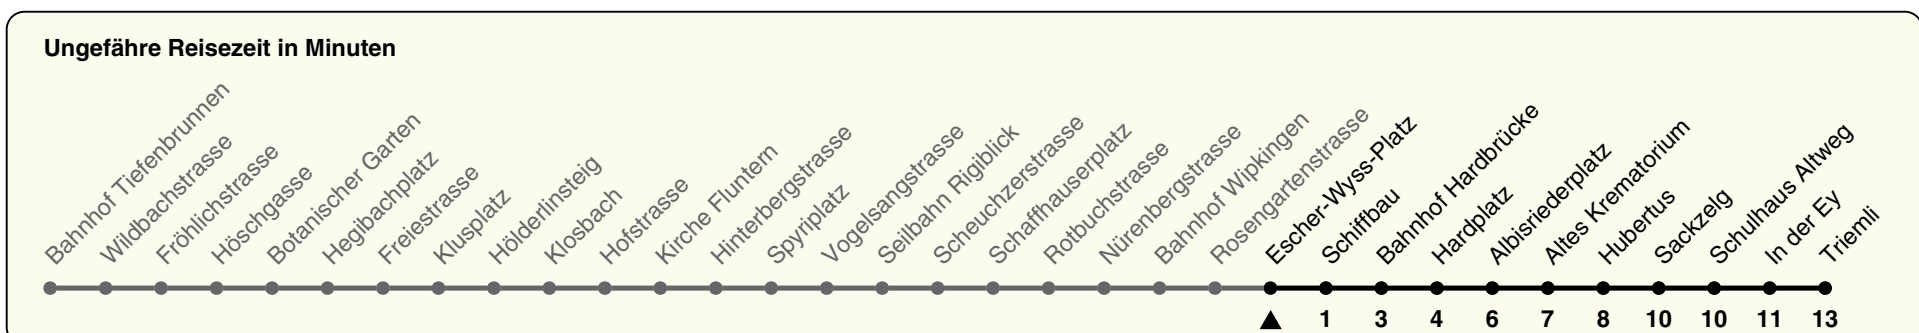 Ungefähre Reisezeit in Minuten
Bahnhof Tiefenbrunnen
Wildbachstrasse
Fröhlichstrasse
Höschgasse
Botanischer Garten
Hegibachplatz
Freiestrasse
Klusplatz
Hölderlinsteig
Klosbach
Hofstrasse
Kirche Fluntern
Hinterbergstrasse
Spyriplatz
Vogelsangstrasse
Seilbahn Rigiblick
Scheuchzerstrasse
Schaffhauserplatz
Rotbuchstrasse
Nürenbergstrasse
Bahnhof Wipkingen
Rosengartenstrasse
Escher-Wyss-Platz
Schiffbau
Bahnhof Hardbrücke
Hardplatz
Albisriederplatz
Altes Krematorium
Hubertus
Sackzelg
Schulhaus Altweg
In der Ey
Triemli
1 3 4 6 7 8 10 10 11 13